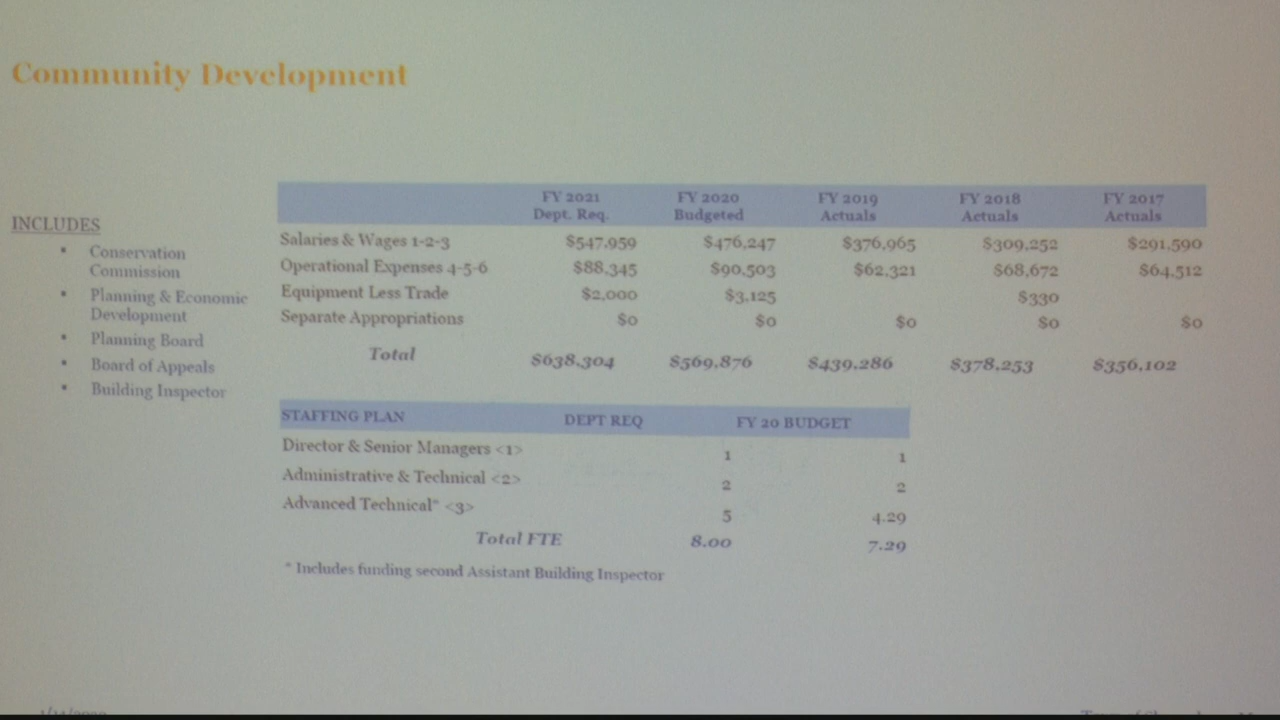 Community Development
INCLUDES
▪ Conservation
Commission
▪ Planning & Economic
Development
▪ Planning Board
▪ Board of Appeals
▪ Building Inspector
FY 2021 FY 2020 FY 2019 FY 2018 FY 2017
Dept. Req. Budgeted Actuals Actuals Actuals
Salaries & Wages 1-2-3 $547,959 $476,247 $376,965 $309,252 $291,590
Operational Expenses 4-5-6 $88,345 $90,503 $62,321 $68,672 $64,512
Equipment Less Trade $2,000 $3,125 $330
Separate Appropriations $0 $0 $0 $0 $0
Total $638,304 $569,876 $439,286 $378,253 $356,102
STAFFING PLAN DEPT REQ FY 20 BUDGET
Director & Senior Managers <1> 1 1
Administrative & Technical <2> 2 2
Advanced Technical* <3> 5 4.29
Total FTE 8.00 7.29
* Includes funding second Assistant Building Inspector